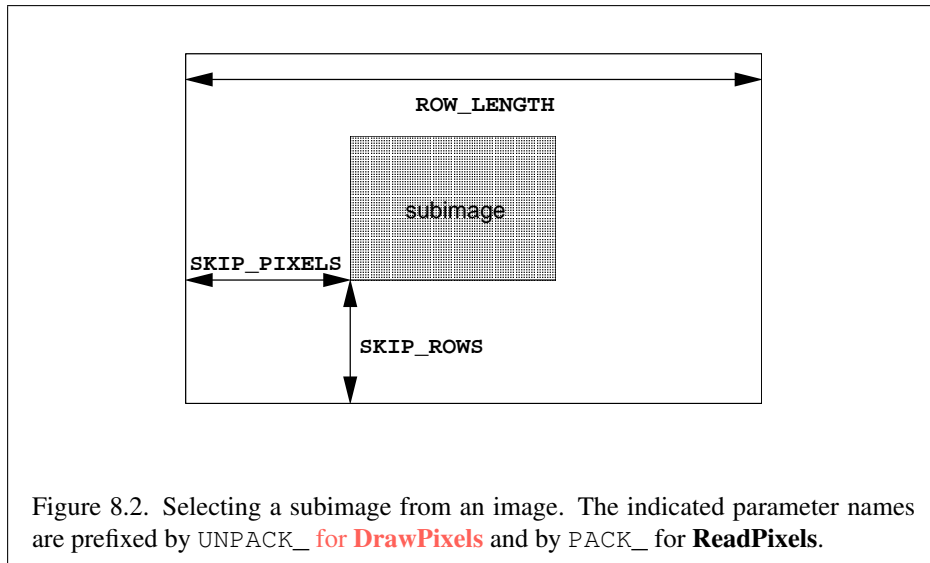 ROW_LENGTH
subimage
SKIP_PIXELS
SKIP_ROWS
Figure 8.2. Selecting a subimage from an image. The indicated parameter names
are prefixed by UNPACK_ for DrawPixels and by PACK_ for ReadPixels.